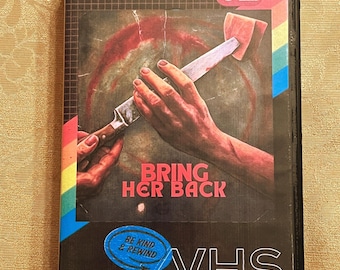 BRING
HER BACK
BE KIND
& REWIND
VHS